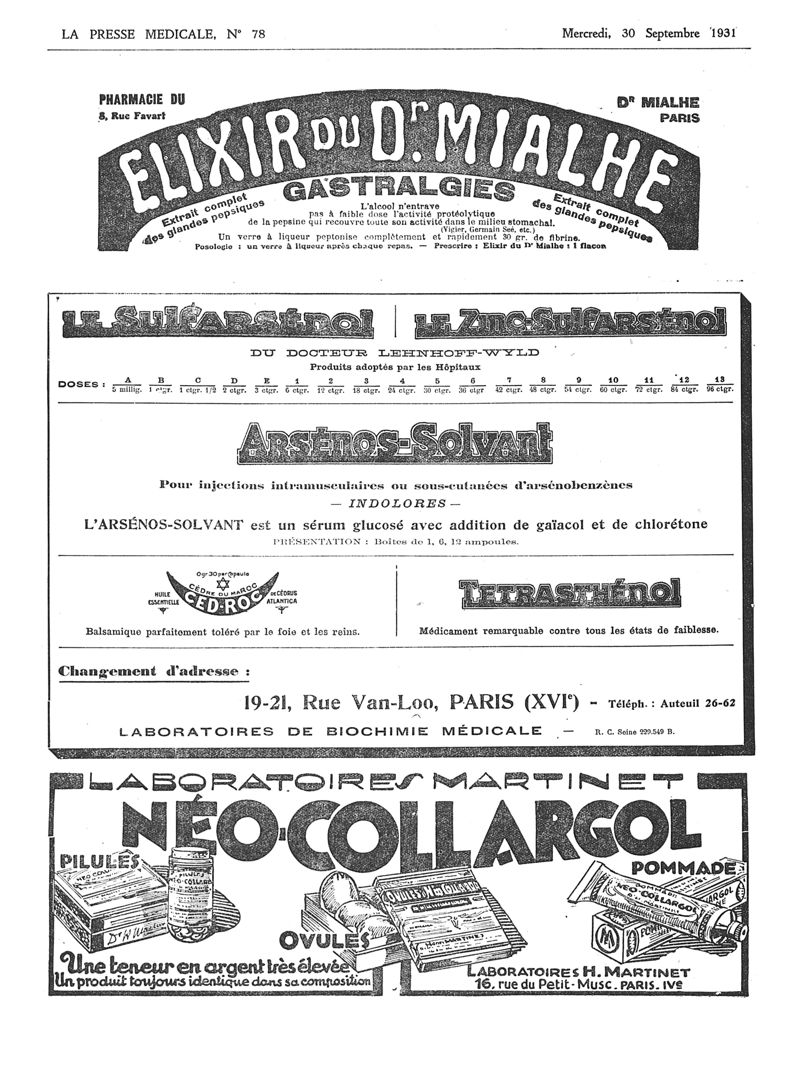 LA PRESSE MEDICALE, N° 78
Mercredi, 30 Septembre 1931
PHARMACIE DU
8, Rue Favart
Dʀ MIALHE
PARIS
ELIXIR DU Dr. MIALHE
GASTRALGIES
Extrait complet
des glandes pepsiques
Extrait complet
des glandes pepsiques
L'alcool n'entrave
pas à faible dose l'activité protéolytique
de la pepsine qui recouvre toute son activité dans le milieu stomachal.
(Vigier, Germain Seé, etc.)
Un verre à liqueur peptonise complètement et rapidement 30 gr. de fibrine.
Posologie : un verre à liqueur après chaque repas. — Prescrire : Elixir du Dr Mialhe : 1 flacon
LE SULFARSÉNOL
LE ZINC-SULFARSÉNOL
DU DOCTEUR LEHNHOFF-WYLD
Produits adoptés par les Hôpitaux
DOSES : A B C D E 1 2 3 4 5 6 7 8 9 10 11 12 13
5 millig. 1 ctgr. 1 ctgr. 1/2 2 ctgr. 3 ctgr. 6 ctgr. 12 ctgr. 18 ctgr. 24 ctgr. 30 ctgr. 36 ctgr 42 ctgr. 48 ctgr. 54 ctgr. 60 ctgr. 72 ctgr. 84 ctgr. 96 ctgr.
ARSÉNOS-SOLVANT
Pour injections intramusculaires ou sous-cutanées d'arsénobenzènes
— INDOLORES —
L'ARSÉNOS-SOLVANT est un sérum glucosé avec addition de gaïacol et de chlorétone
PRÉSENTATION : Boîtes de 1, 6, 12 ampoules.
0gr30 par capsule
CÈDRE DU MAROC
HUILE
ESSENTIELLE
CED-ROC
DE CÉDRUS
ATLANTICA
Balsamique parfaitement toléré par le foie et les reins.
TETRASTHÉNOL
Médicament remarquable contre tous les états de faiblesse.
Changement d'adresse :
19-21, Rue Van-Loo, PARIS (XVIe) – Téléph. : Auteuil 26-62
LABORATOIRES DE BIOCHIMIE MÉDICALE — R. C. Seine 229.549 B.
LABORATOIRES MARTINET
NÉO-COLLARGOL
PILULES
OVULES
POMMADE
PILULES
NEO-COLLARGOL
NEO-COLLARGOL
Une teneur en argent très élevée
Un produit toujours identique dans sa composition
LABORATOIRES H. MARTINET
16, rue du Petit-Musc. PARIS. IVe